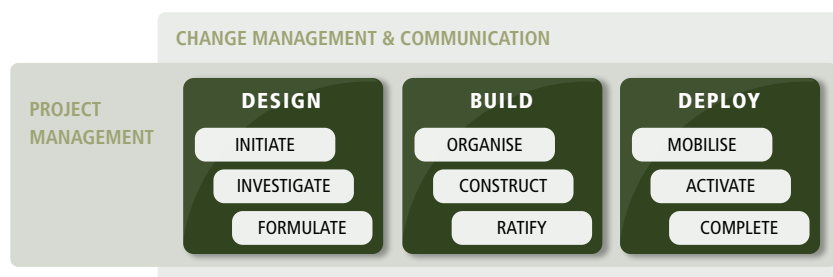 CHANGE MANAGEMENT & COMMUNICATION
PROJECT
MANAGEMENT
DESIGN
INITIATE
INVESTIGATE
FORMULATE
BUILD
ORGANISE
CONSTRUCT
RATIFY
DEPLOY
MOBILISE
ACTIVATE
COMPLETE